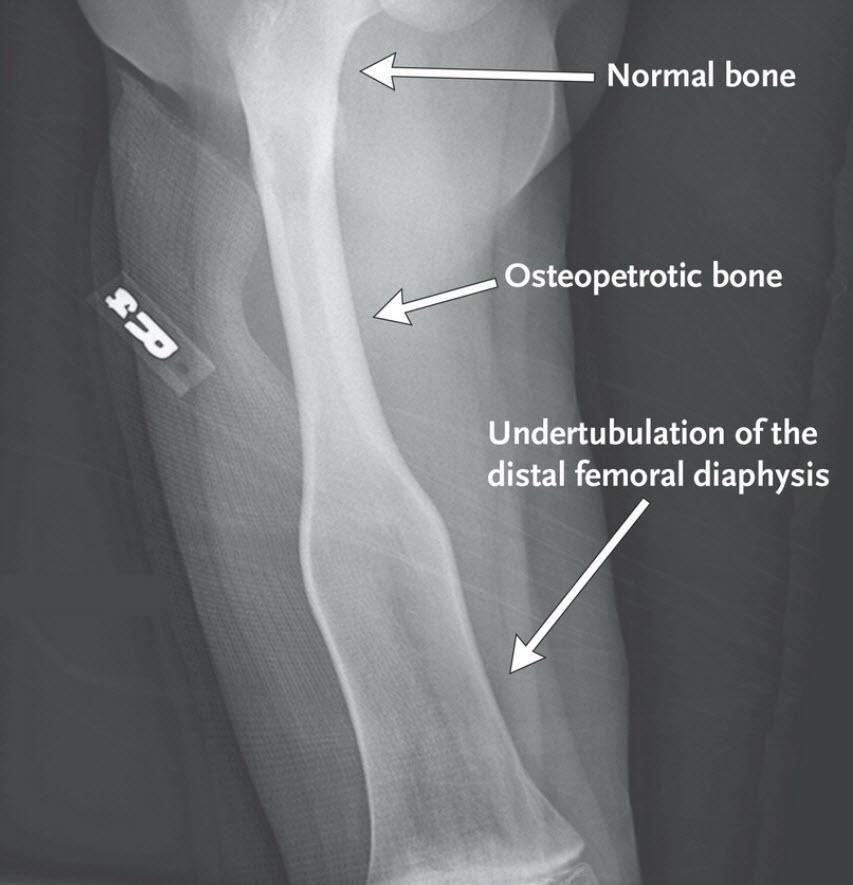 Normal bone
Osteopetrotic bone
Undertubulation of the
distal femoral diaphysis
R